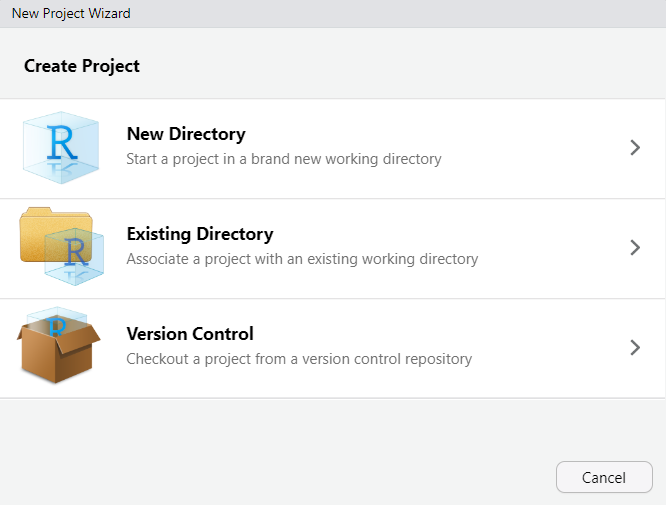 New Project Wizard
Create Project
R
New Directory
Start a project in a brand new working directory
R
Existing Directory
Associate a project with an existing working directory
R
Version Control
Checkout a project from a version control repository
Cancel